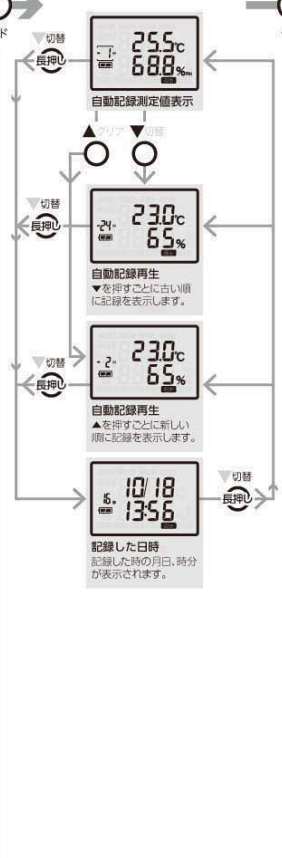 ド
▼切替
長押し
-1-
25.5℃
68.8%RH
自動記録測定値表示
▲クリア ▼切替
▼切替
長押し
-24-
23.0℃
65%
自動記録再生
▼を押すごとに古い順
に記録を表示します。
▼切替
長押し
-2-
23.0℃
65%
自動記録再生
▲を押すごとに新しい
順に記録を表示します。
16
10/18
13:56
▼切替
長押し
記録した日時
記録した時の月日、時分
が表示されます。